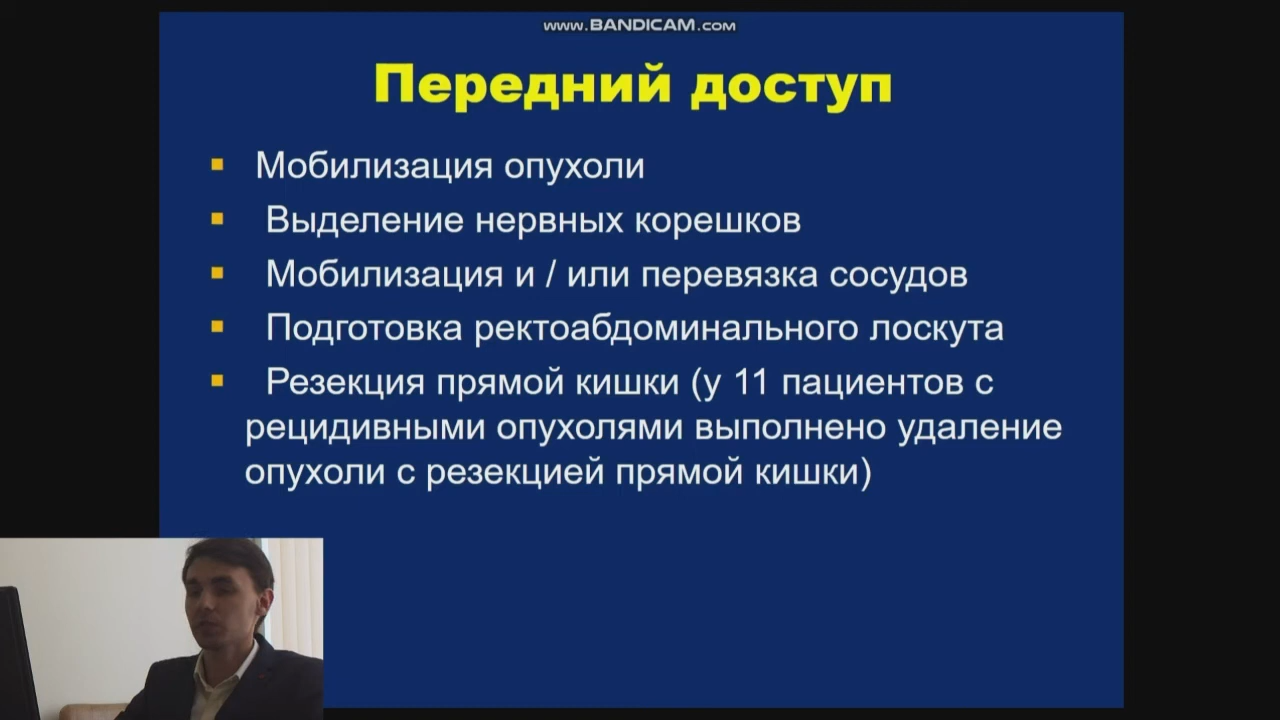 www.BANDICAM.com
Передний доступ
Мобилизация опухоли
Выделение нервных корешков
Мобилизация и / или перевязка сосудов
Подготовка ректоабдоминального лоскута
Резекция прямой кишки (у 11 пациентов с
рецидивными опухолями выполнено удаление
опухоли с резекцией прямой кишки)